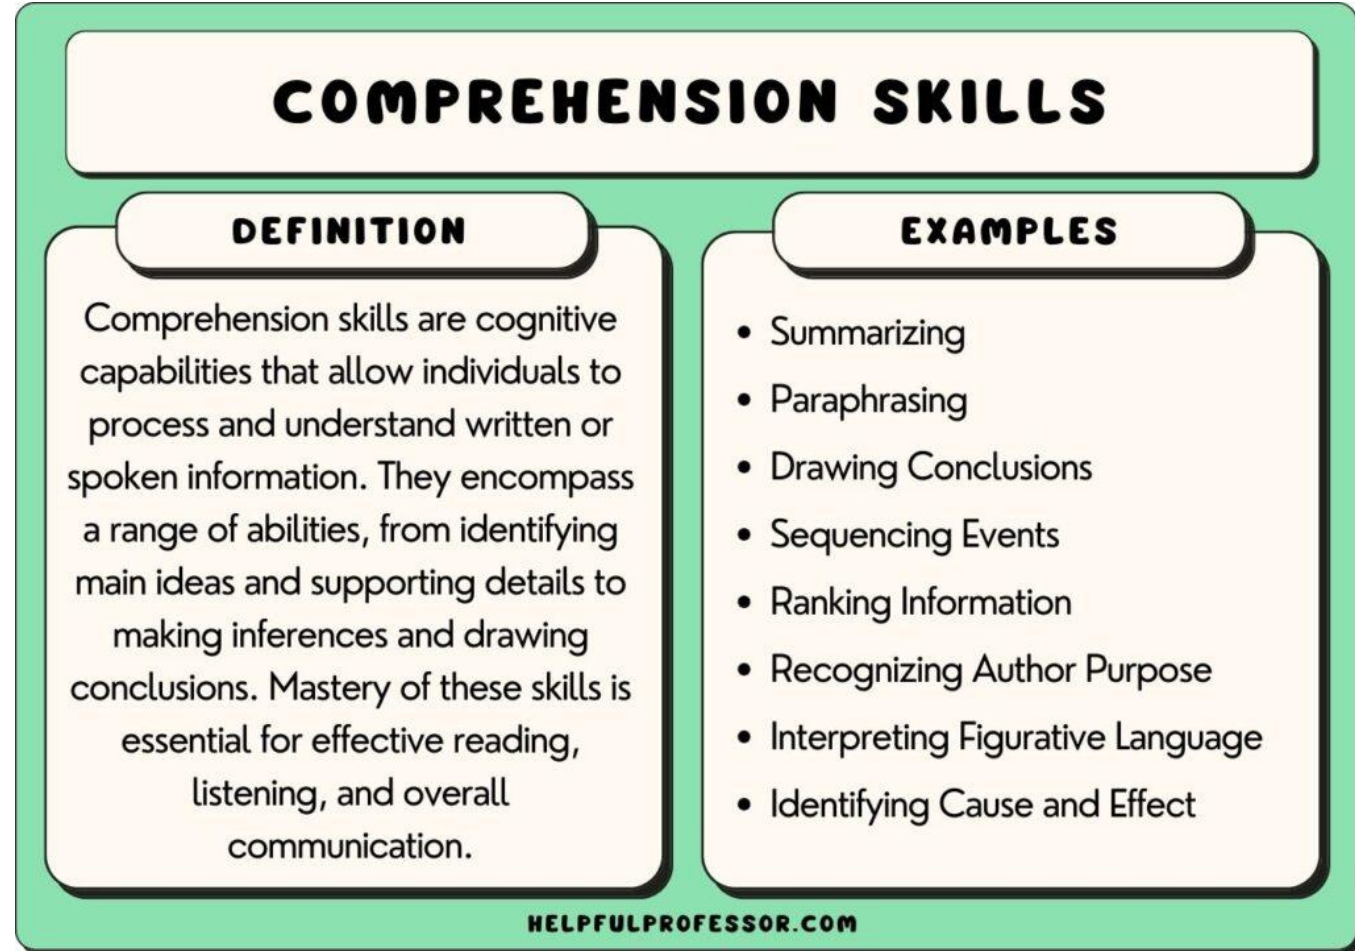 COMPREHENSION SKILLS
DEFINITION
Comprehension skills are cognitive
capabilities that allow individuals to
process and understand written or
spoken information. They encompass
a range of abilities, from identifying
main ideas and supporting details to
making inferences and drawing
conclusions. Mastery of these skills is
essential for effective reading,
listening, and overall
communication.
EXAMPLES
• Summarizing
• Paraphrasing
• Drawing Conclusions
• Sequencing Events
• Ranking Information
• Recognizing Author Purpose
• Interpreting Figurative Language
• Identifying Cause and Effect
HELPFULPROFESSOR.COM